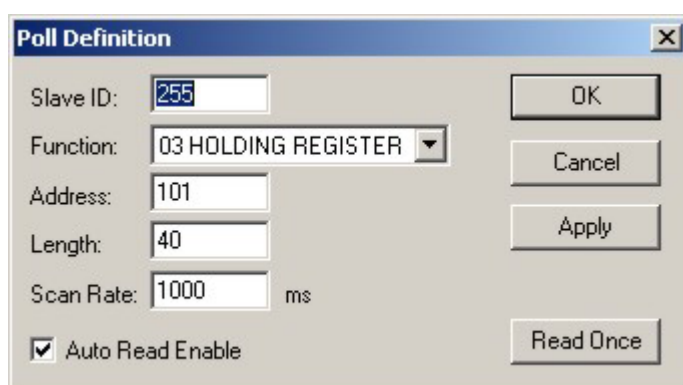 Poll Definition
Slave ID: 255 OK
Function: 03 HOLDING REGISTER Cancel
Address: 101
Length: 40 Apply
Scan Rate: 1000 ms
Auto Read Enable Read Once